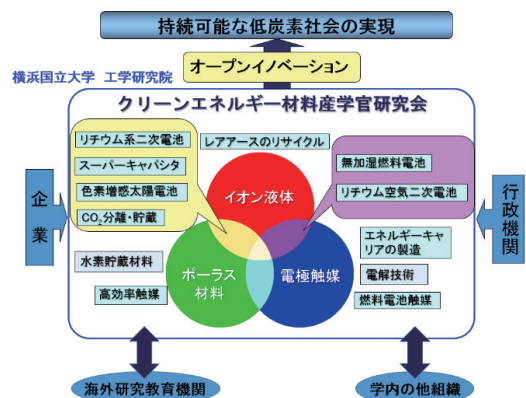 持続可能な低炭素社会の実現
オープンイノベーション
横浜国立大学 工学研究院
クリーンエネルギー材料産学官研究会
リチウム系二次電池
スーパーキャパシタ
色素増感太陽電池
CO₂分離・貯蔵
レアアースのリサイクル
無加湿燃料電池
リチウム空気二次電池
イオン液体
企業
行政機関
水素貯蔵材料
高効率触媒
ポーラス
材料
電極触媒
エネルギーキャ
リアの製造
電解技術
燃料電池触媒
海外研究教育機関
学内の他組織